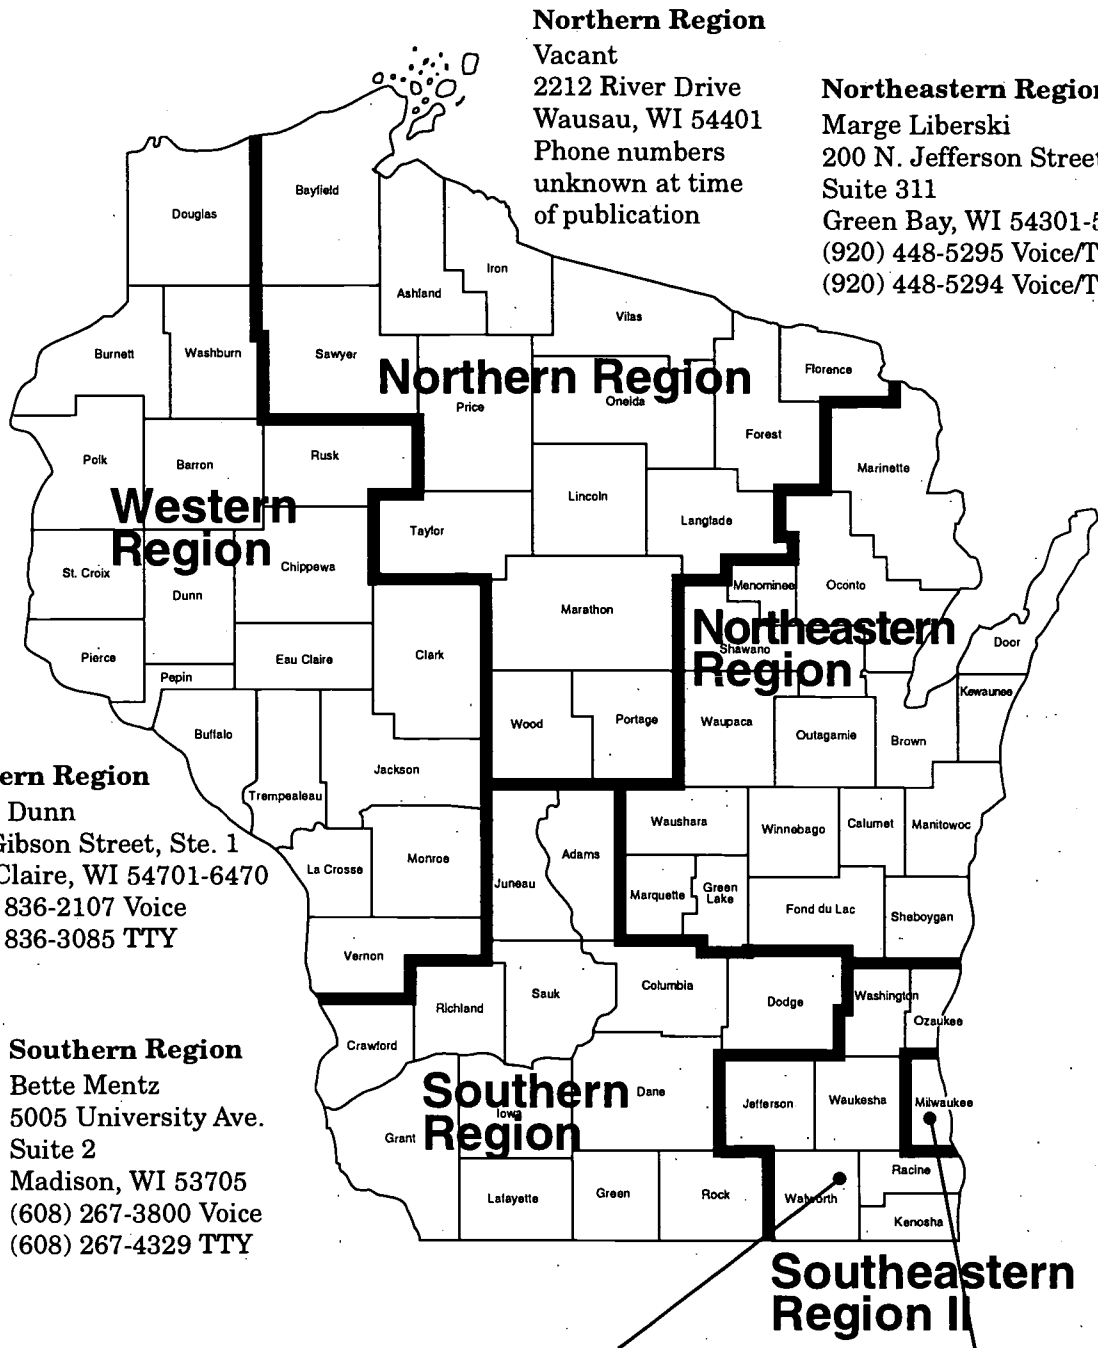 Northern Region
Vacant
2212 River Drive
Wausau, WI 54401
Phone numbers
unknown at time
of publication
Northeastern Region
Marge Liberski
200 N. Jefferson Street
Suite 311
Green Bay, WI 54301-5
(920) 448-5295 Voice/T
(920) 448-5294 Voice/T
Douglas
Bayfield
Ashland
Iron
Vilas
Burnett
Washburn
Sawyer
Northern Region
Price
Oneida
Florence
Forest
Marinette
Polk
Barron
Rusk
Western
Region
Taylor
Lincoln
Langlade
St. Croix
Dunn
Chippewa
Marathon
Menominee
Oconto
Northeastern
Region
Shawano
Door
Pierce
Pepin
Eau Claire
Clark
Kewaunee
Buffalo
Wood
Portage
Waupaca
Outagamie
Brown
Trempealeau
Jackson
ern Region
Dunn
Gibson Street, Ste. 1
Claire, WI 54701-6470
836-2107 Voice
836-3085 TTY
La Crosse
Monroe
Juneau
Adams
Waushara
Winnebago
Calumet
Manitowoc
Marquette
Green
Lake
Fond du Lac
Sheboygan
Vernon
Richland
Sauk
Columbia
Dodge
Washington
Ozaukee
Crawford
Southern Region
Bette Mentz
5005 University Ave.
Suite 2
Madison, WI 53705
(608) 267-3800 Voice
(608) 267-4329 TTY
Southern
Region
Grant
Iowa
Dane
Jefferson
Waukesha
Milwaukee
Lafayette
Green
Rock
Walworth
Racine
Kenosha
Southeastern
Region II